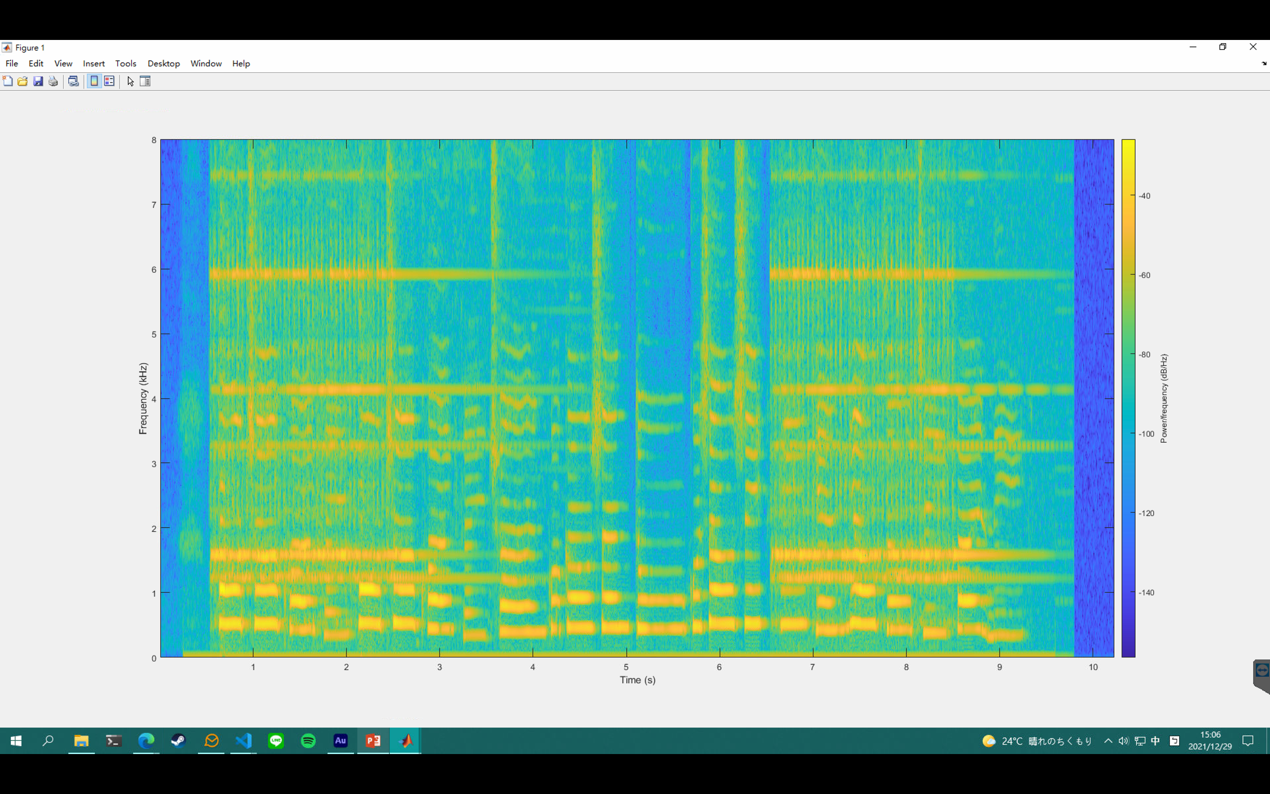 Figure 1
File Edit View Insert Tools Desktop Window Help
8
7
6
5
4
3
2
1
0
Frequency (kHz)
1 2 3 4 5 6 7 8 9 10
Time (s)
-40
-60
-80
-100
-120
-140
Power/frequency (dB/Hz)
LINE
Au
P
24°C 晴れのちくもり 中 15:06
2021/12/29